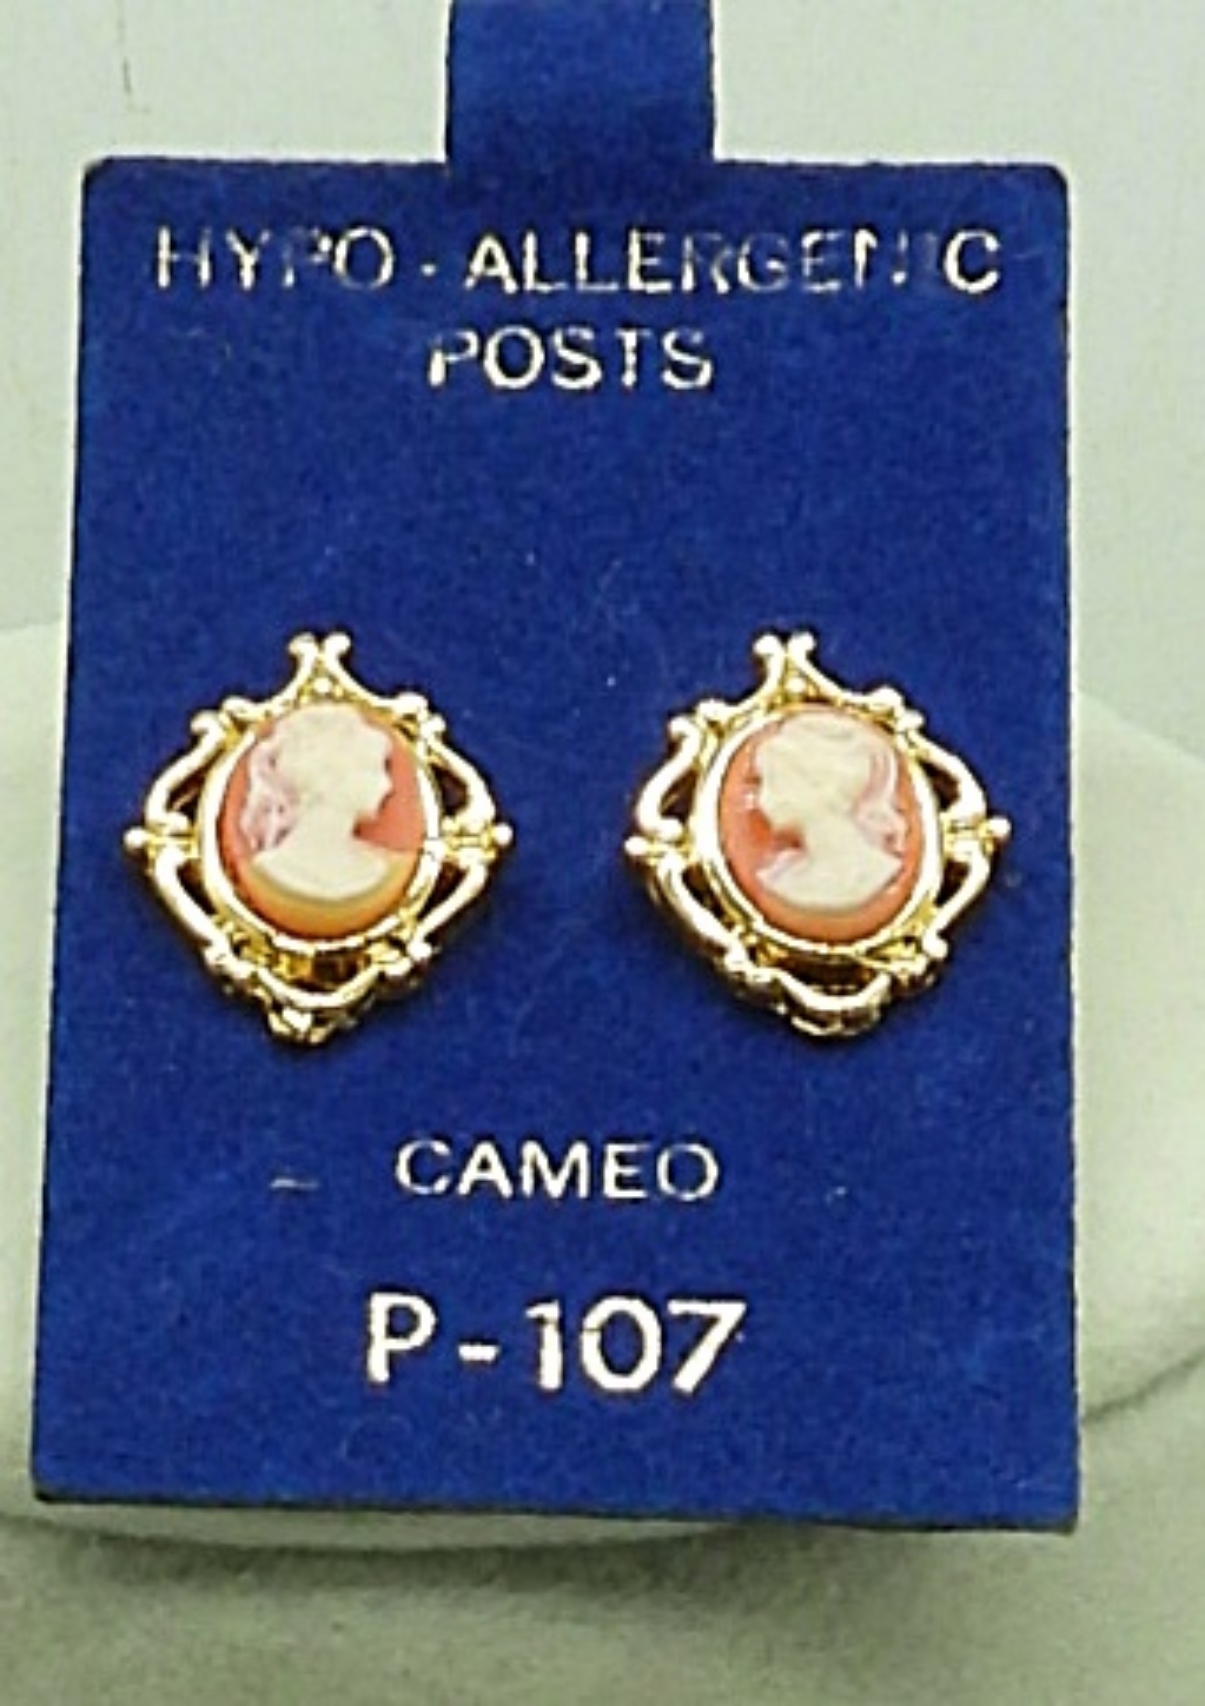 HYPO-ALLERGENIC
POSTS
CAMEO
P-107